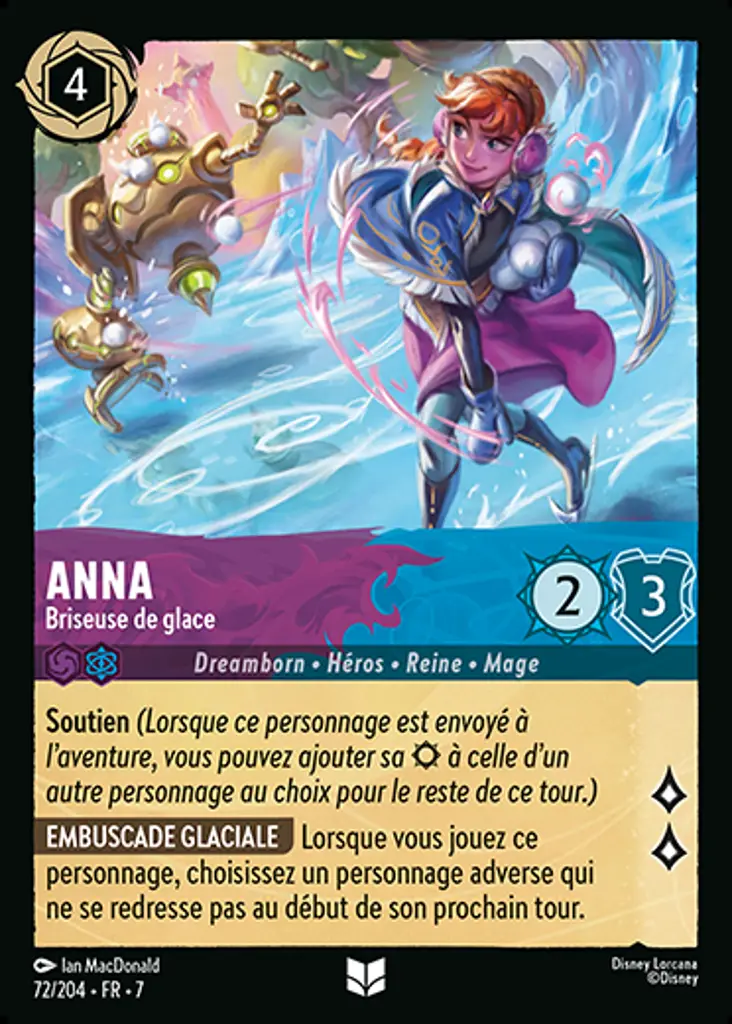 4
ANNA
Briseuse de glace
2
3
Dreamborn • Héros • Reine • Mage
Soutien (Lorsque ce personnage est envoyé à
l'aventure, vous pouvez ajouter sa à celle d'un
autre personnage au choix pour le reste de ce tour.)
EMBUSCADE GLACIALE Lorsque vous jouez ce
personnage, choisissez un personnage adverse qui
ne se redresse pas au début de son prochain tour.
Ian MacDonald
72/204 • FR • 7
Disney Lorcana
©Disney